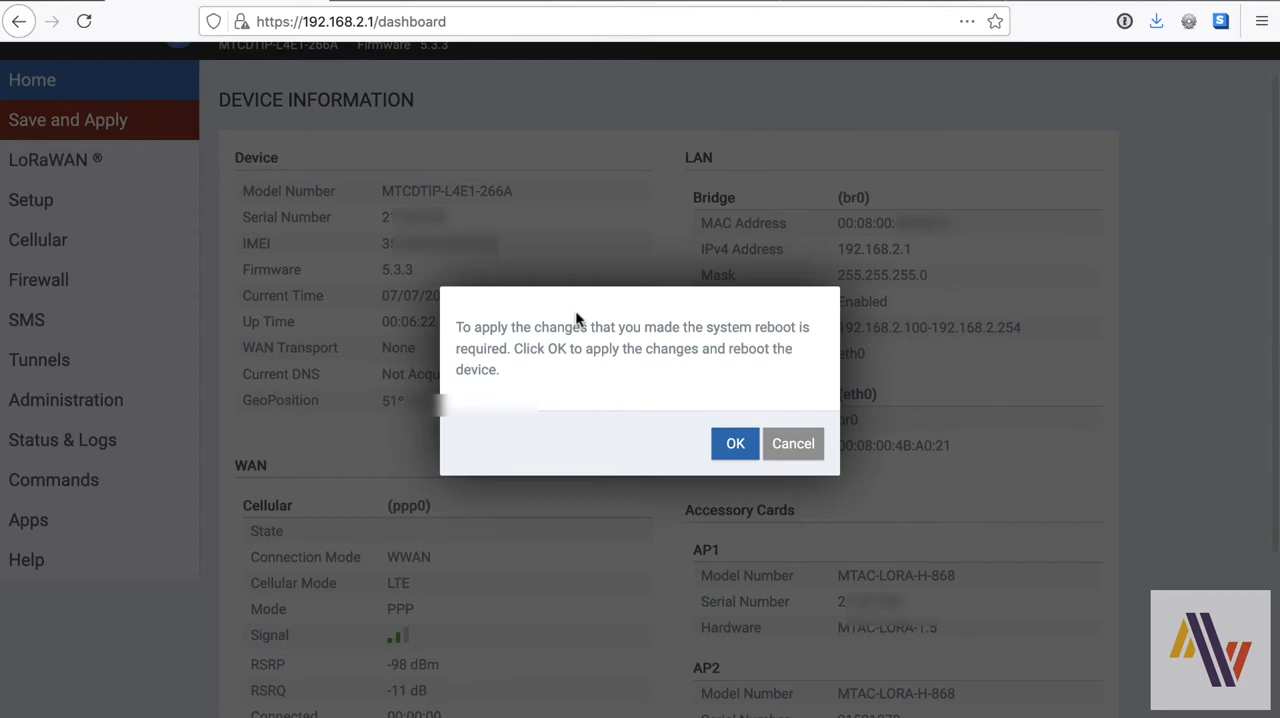 https://192.168.2.1/dashboard
MTCDTIP-L4E1-266A Firmware 5.3.3
Home
Save and Apply
LoRaWAN ®
Setup
Cellular
Firewall
SMS
Tunnels
Administration
Status & Logs
Commands
Apps
Help
DEVICE INFORMATION
Device
Model Number MTCDTIP-L4E1-266A
Serial Number 2
IMEI 3
Firmware 5.3.3
Current Time 07/07/20
Up Time 00:06:22
WAN Transport None
Current DNS Not Acqu
GeoPosition 51°
WAN
Cellular (ppp0)
State
Connection Mode WWAN
Cellular Mode LTE
Mode PPP
Signal
RSRP -98 dBm
RSRQ -11 dB
Connected 00:00:00
LAN
Bridge (br0)
MAC Address 00:08:00:
IPv4 Address 192.168.2.1
Mask 255.255.255.0
Enabled
192.168.2.100-192.168.2.254
eth0
(eth0)
br0
00:08:00:4B:A0:21
Accessory Cards
AP1
Model Number MTAC-LORA-H-868
Serial Number 2
Hardware MTAC-LORA-1.5
AP2
Model Number MTAC-LORA-H-868
To apply the changes that you made the system reboot is
required. Click OK to apply the changes and reboot the
device.
OK Cancel